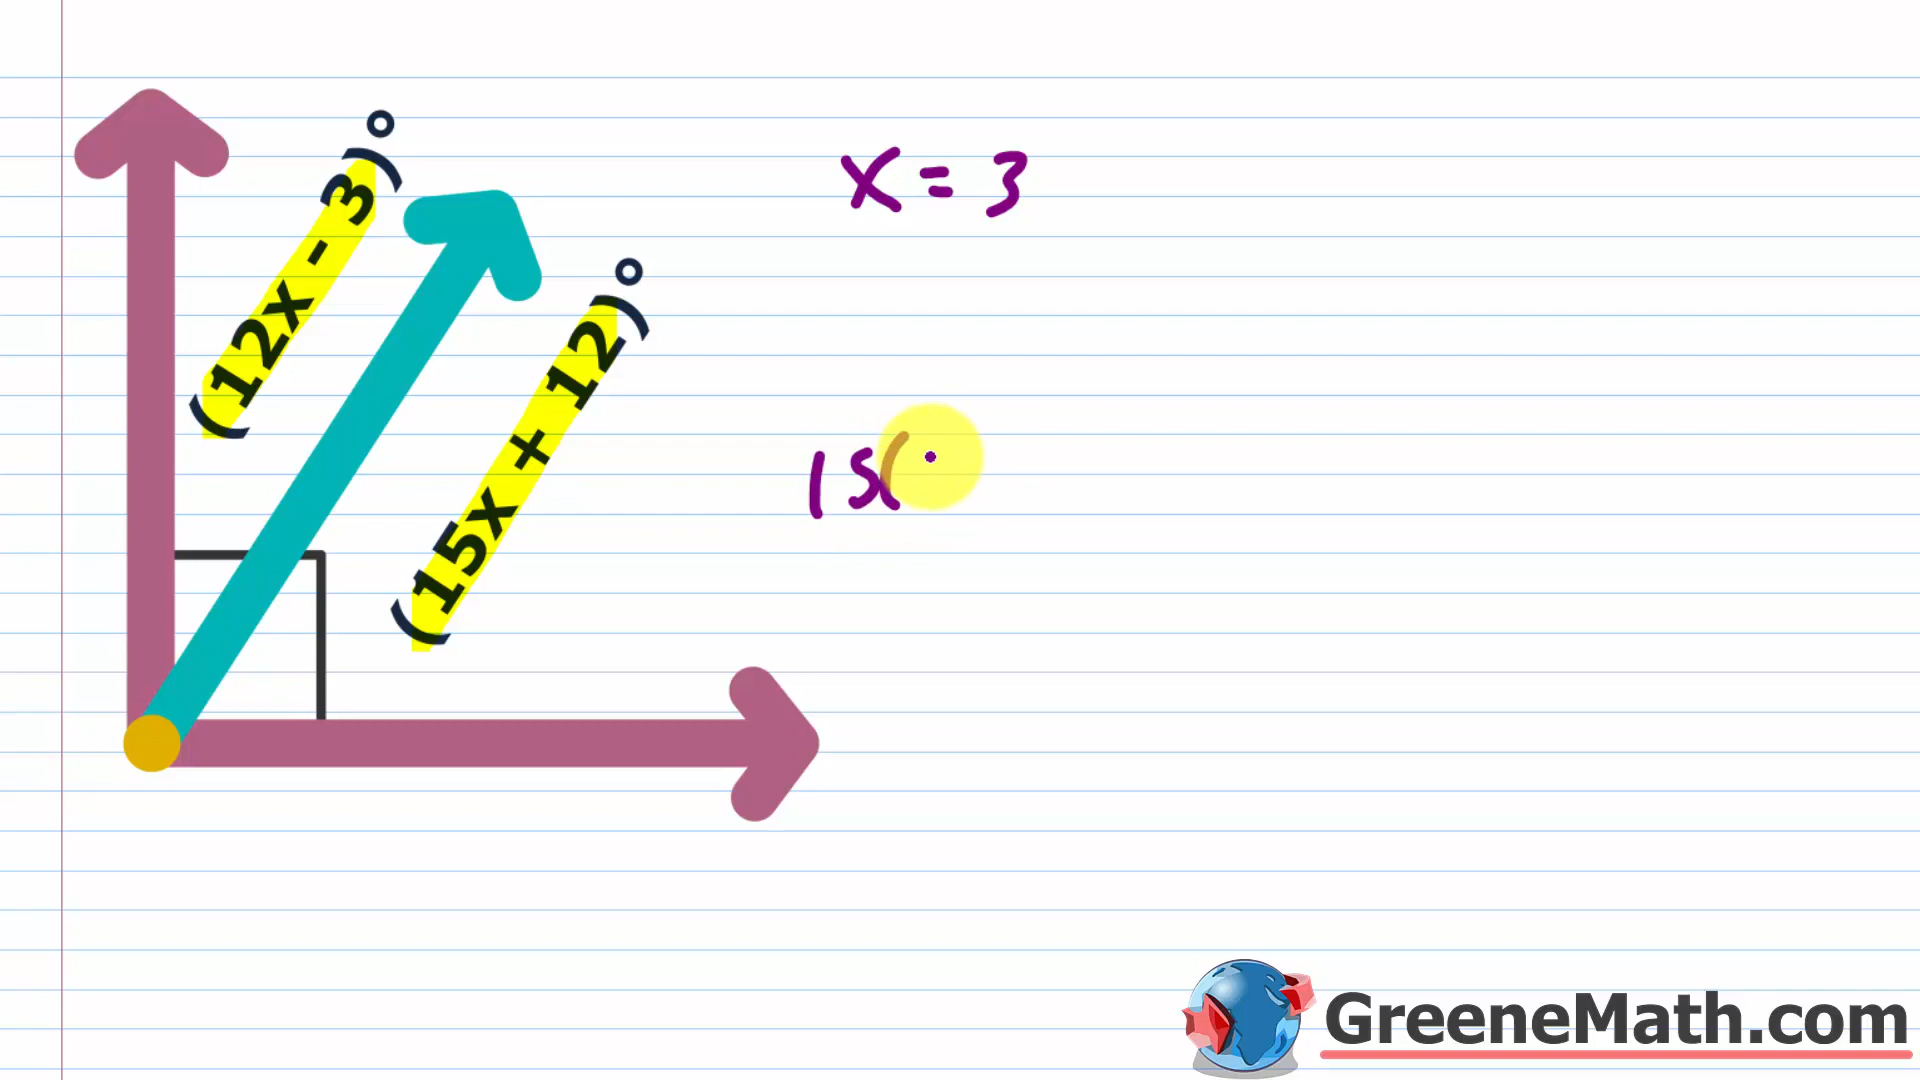 (12x - 3)°
x = 3
(15x + 12)°
15(
GreeneMath.com